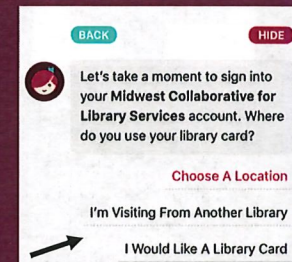 BACK HIDE
Let's take a moment to sign into
your Midwest Collaborative for
Library Services account. Where
do you use your library card?
Choose A Location
I'm Visiting From Another Library
I Would Like A Library Card